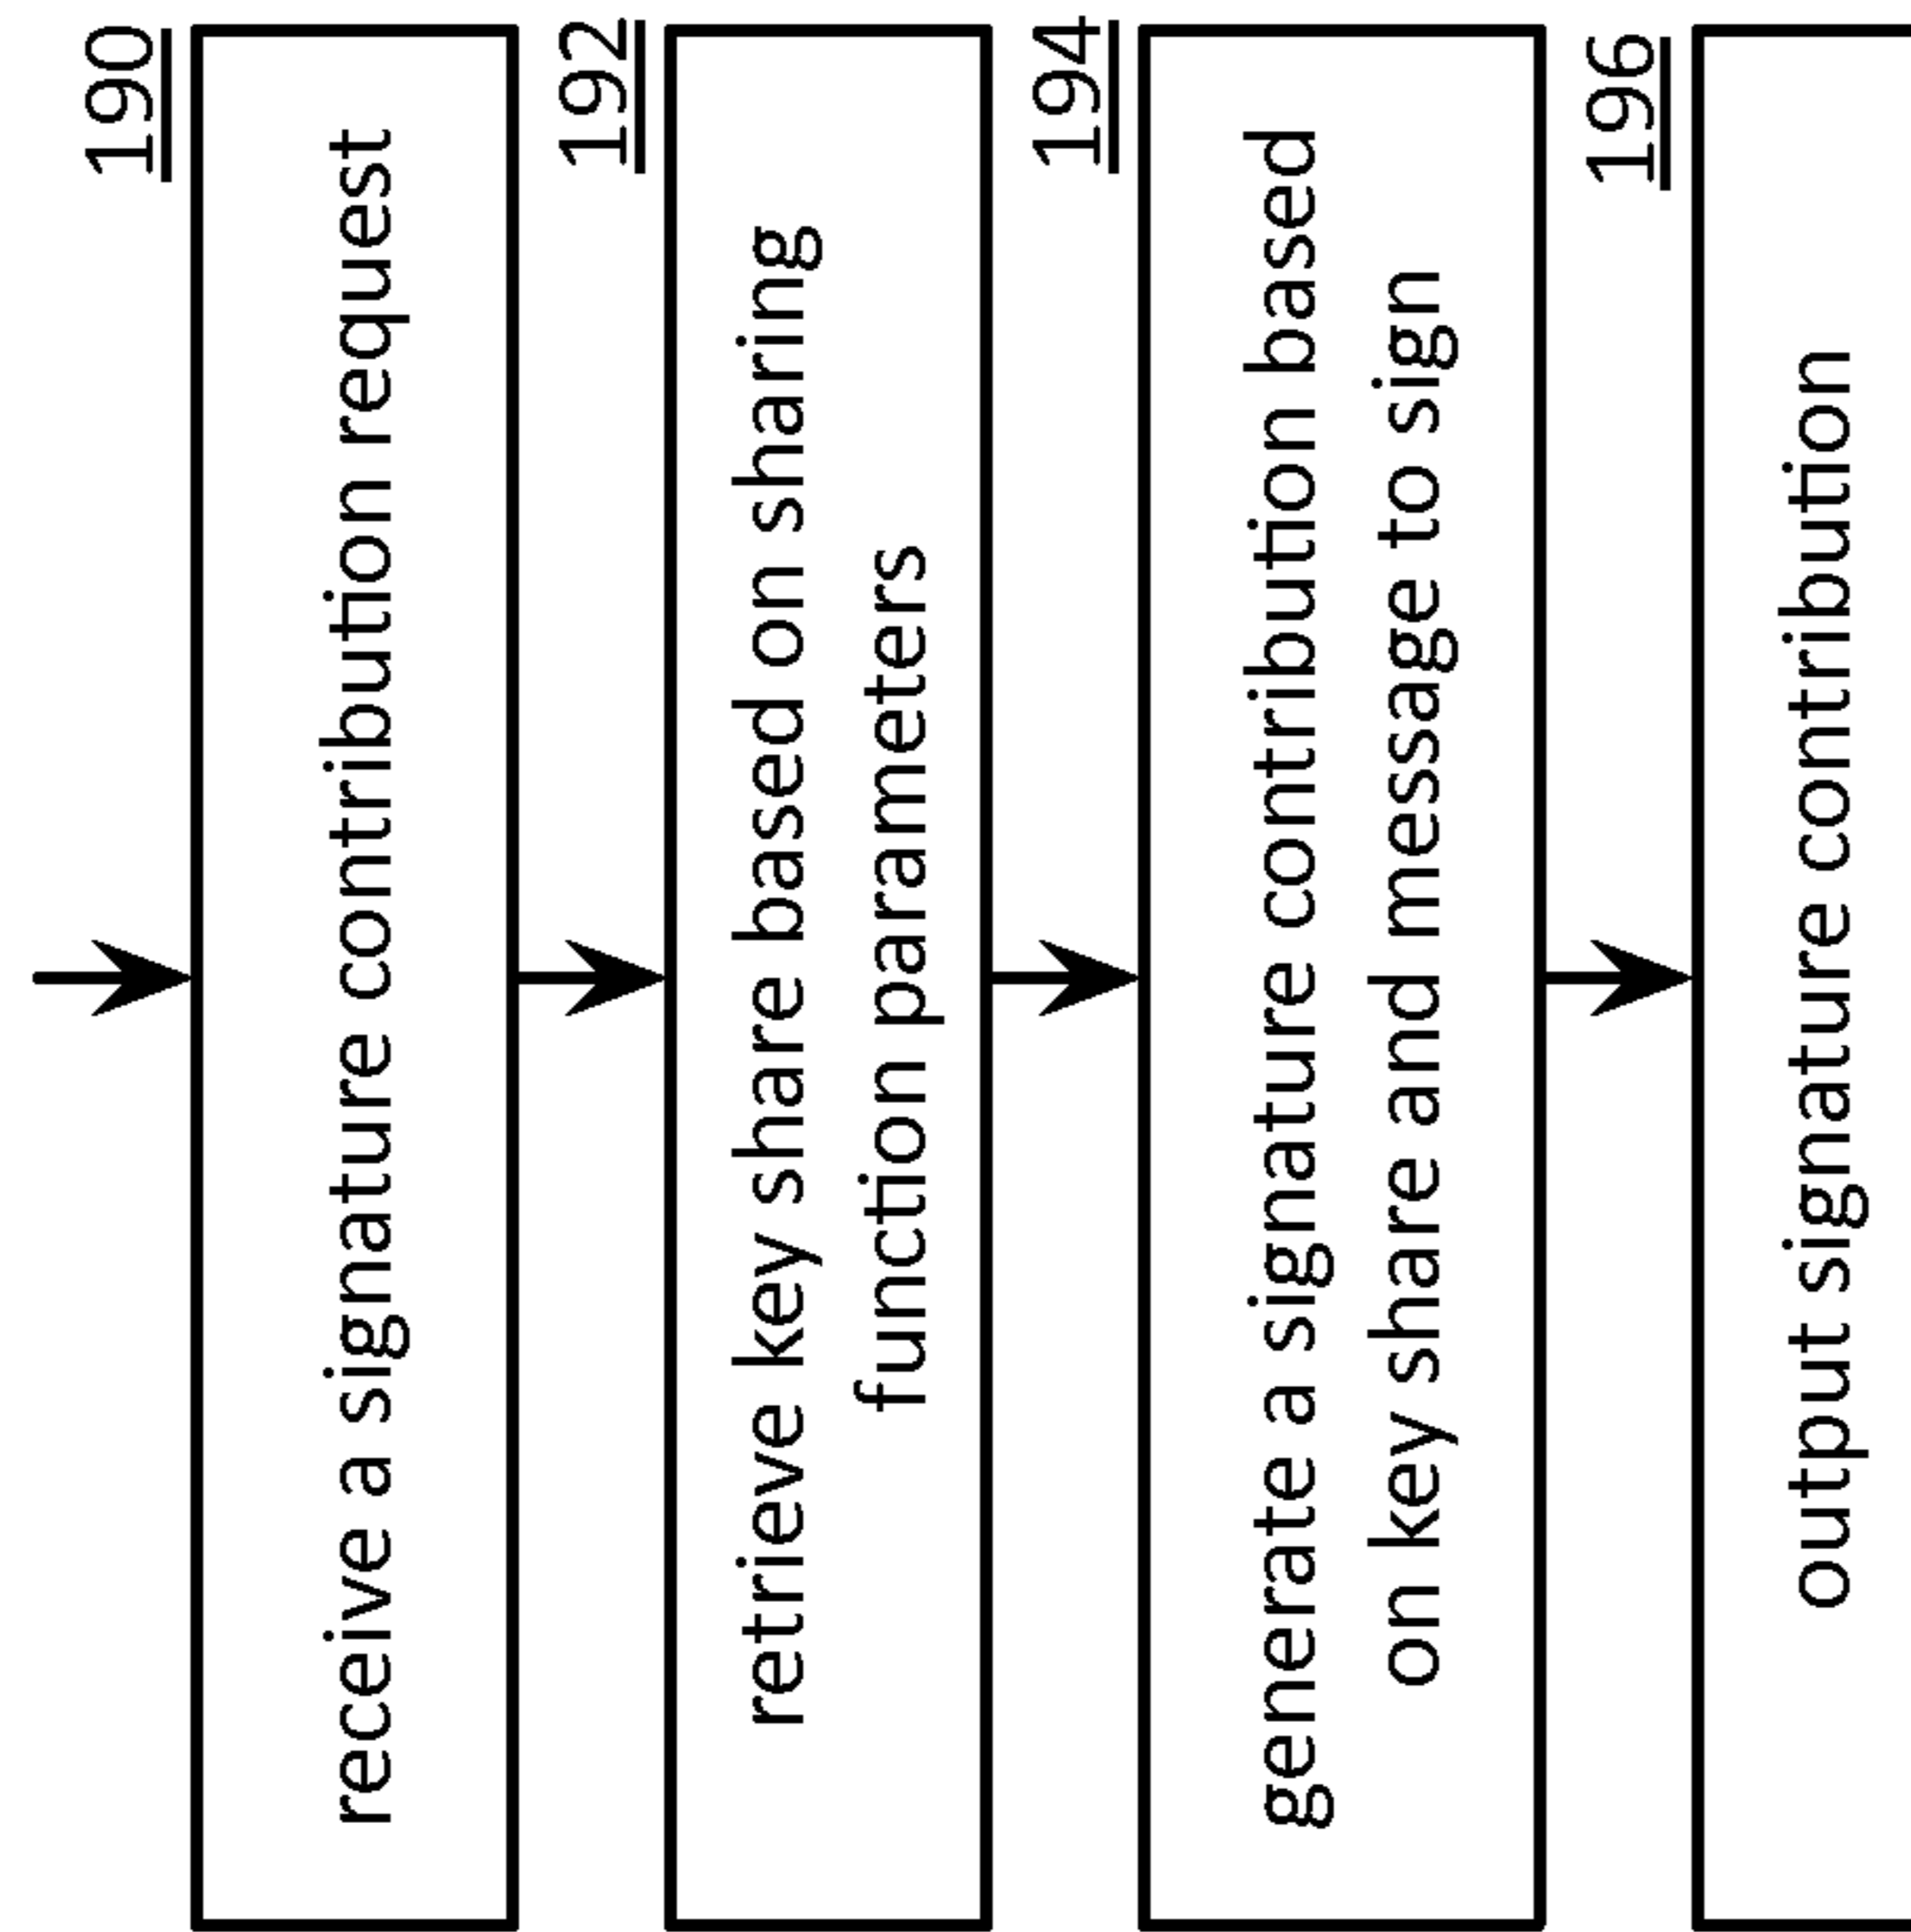 190
receive a signature contribution request
192
retrieve key share based on sharing
function parameters
194
generate a signature contribution based
on key share and message to sign
196
output signature contribution